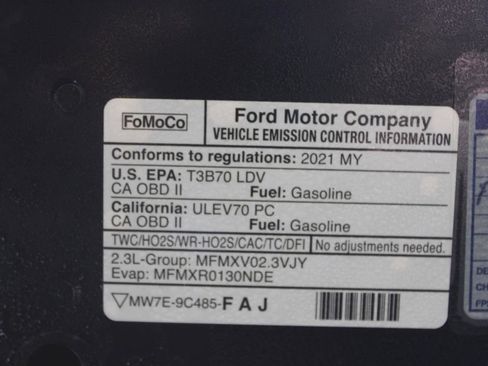 FoMoCo
Ford Motor Company
VEHICLE EMISSION CONTROL INFORMATION
Conforms to regulations: 2021 MY
U.S. EPA: T3B70 LDV
CA OBD II Fuel: Gasoline
California: ULEV70 PC
CA OBD II Fuel: Gasoline
TWC/HO2S/WR-HO2S/CAC/TC/DFI No adjustments needed.
2.3L-Group: MFMXV02.3VJY
Evap: MFMXR0130NDE
MW7E-9C485-F A J